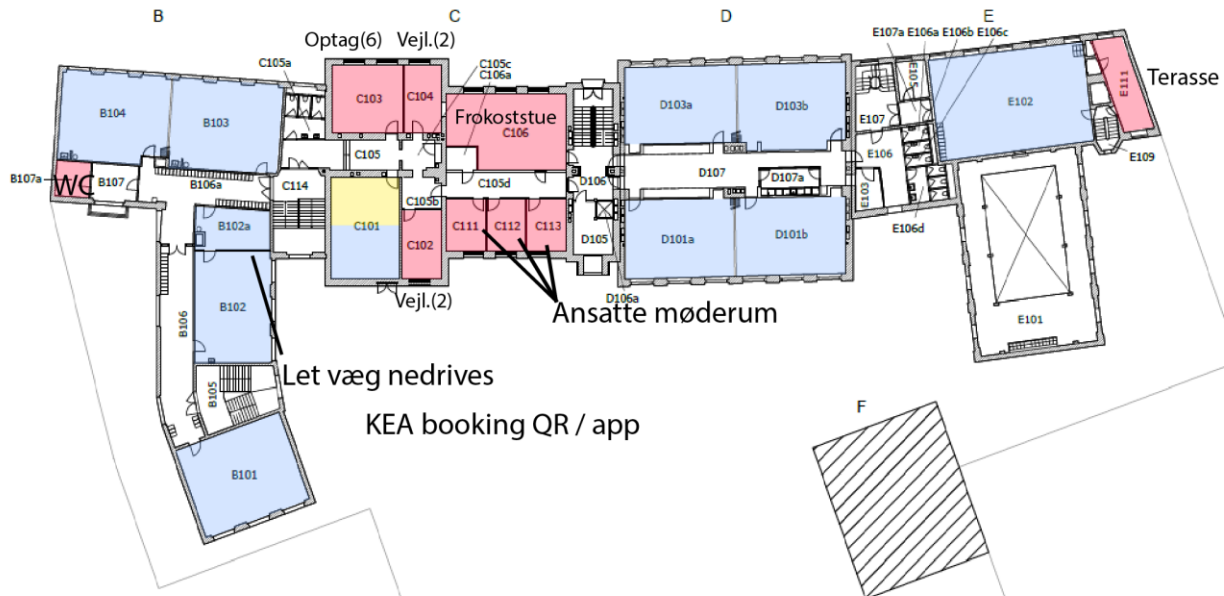 B
C
D
E
Optag(6)
Vejl.(2)
C105a
C105c
C106a
E107a
E106a
E106b
E106c
C103
C104
Frokoststue
C106
B104
B103
D103a
D103b
E105
E102
E111
Terasse
E107
C105
E106
E109
B107a
WC
B107
B106a
C114
C105d
D106
D107
D107a
E103
C105b
B102a
C101
C102
C111
C112
C113
D105
D101a
D101b
E106d
B102
B106
Vejl.(2)
D106a
Ansatte møderum
E101
Let væg nedrives
B105
KEA booking QR / app
F
B101